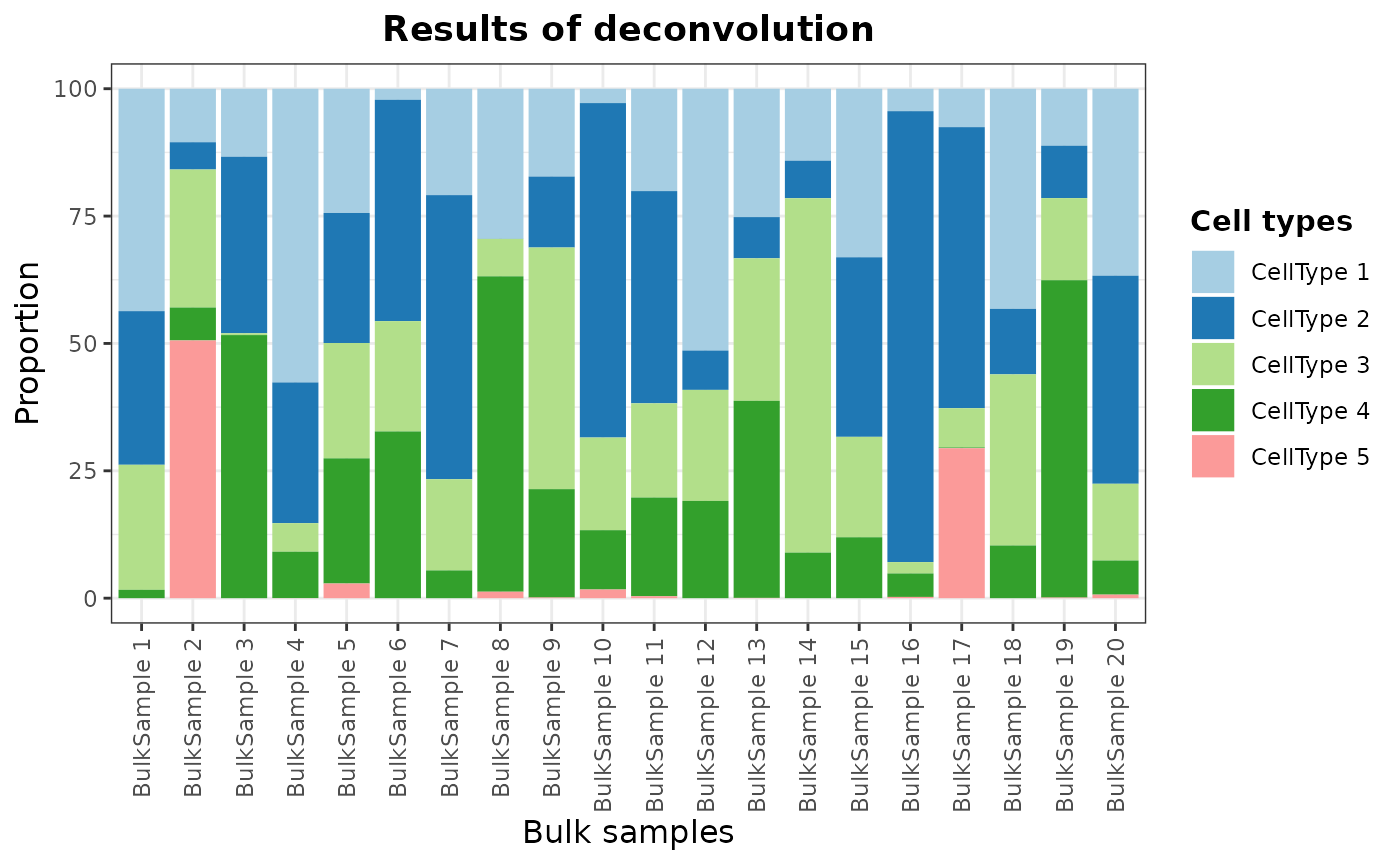 Results of deconvolution
Proportion
100
75
50
25
0
BulkSample 1
BulkSample 2
BulkSample 3
BulkSample 4
BulkSample 5
BulkSample 6
BulkSample 7
BulkSample 8
BulkSample 9
BulkSample 10
BulkSample 11
BulkSample 12
BulkSample 13
BulkSample 14
BulkSample 15
BulkSample 16
BulkSample 17
BulkSample 18
BulkSample 19
BulkSample 20
Bulk samples
Cell types
CellType 1
CellType 2
CellType 3
CellType 4
CellType 5